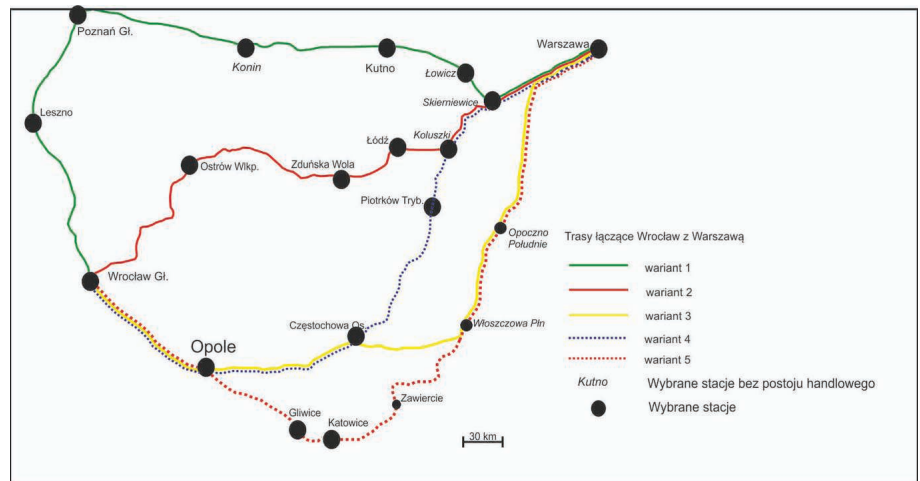 Poznań Gł.
Konin
Kutno
Łowicz
Warszawa
Leszno
Skierniewice
Łódź
Koluszki
Ostrów Wlkp.
Zduńska Wola
Piotrków Tryb.
Opoczno
Południe
Wrocław Gł.
Częstochowa Os.
Włoszczowa Płn
Opole
Zawiercie
Gliwice
Katowice
30 km
Trasy łączące Wrocław z Warszawą
wariant 1
wariant 2
wariant 3
wariant 4
wariant 5
Kutno Wybrane stacje bez postoju handlowego
Wybrane stacje